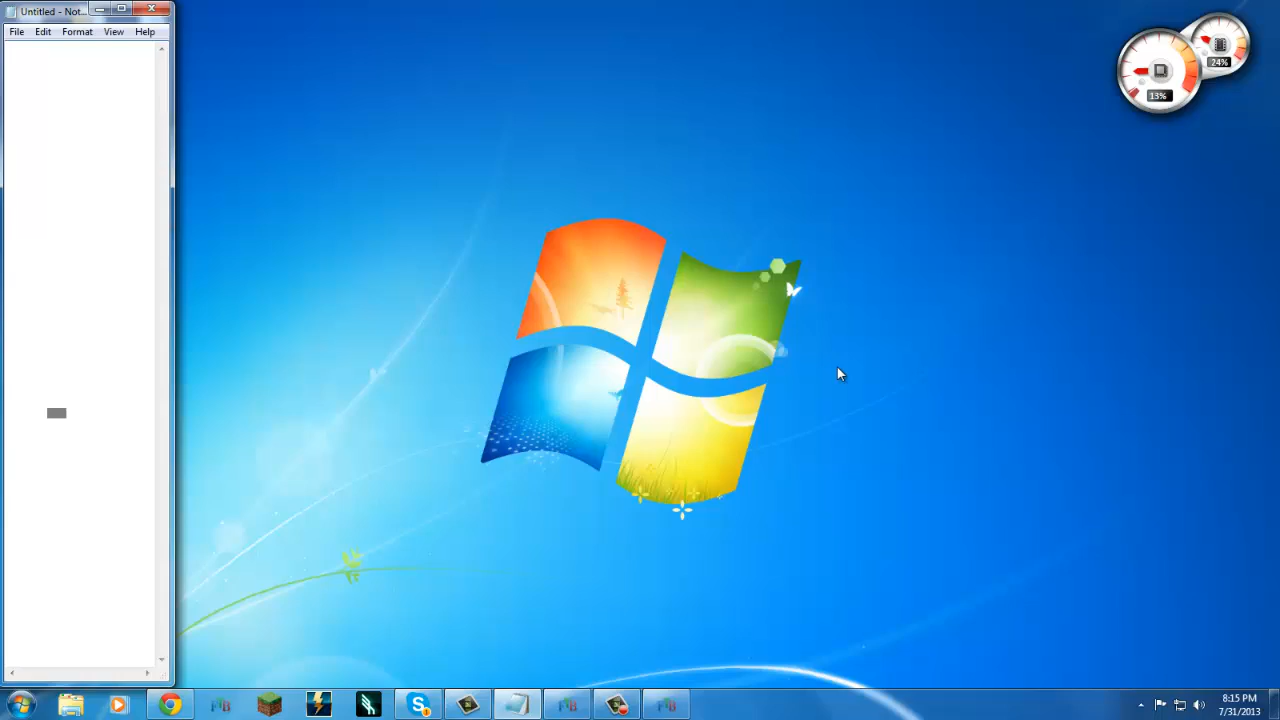 Untitled - Not...
File Edit Format View Help
24%
13%
8:15 PM
7/31/2013